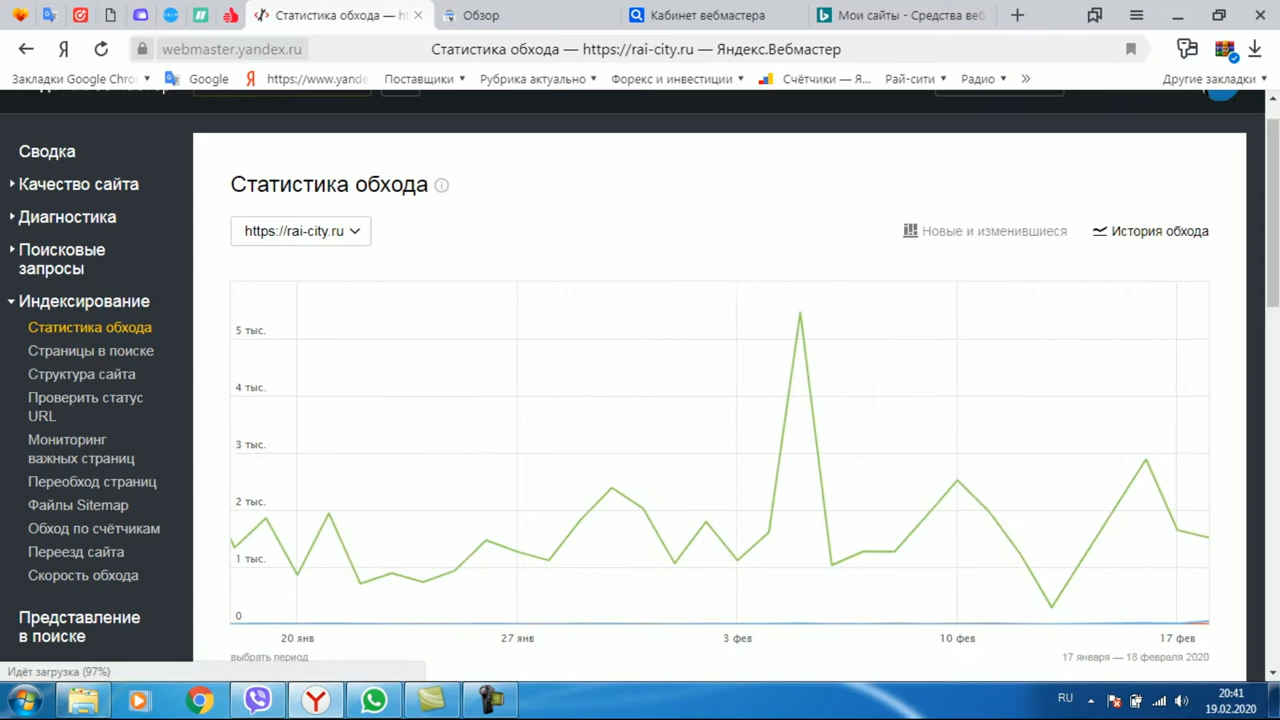 Статистика обхода — ht
Обзор
Кабинет вебмастера
Мои сайты - Средства веб
webmaster.yandex.ru
Статистика обхода — https://rai-city.ru — Яндекс.Вебмастер
Закладки Google Chro
Google
https://www.yande
Поставщики
Рубрика актуально
Форекс и инвестиции
Счётчики — Я...
Рай-сити
Радио
Другие закладки
Сводка
Качество сайта
Диагностика
Поисковые
запросы
Индексирование
Статистика обхода
Страницы в поиске
Структура сайта
Проверить статус
URL
Мониторинг
важных страниц
Переобход страниц
Файлы Sitemap
Обход по счётчикам
Переезд сайта
Скорость обхода
Представление
в поиске
Статистика обхода
https://rai-city.ru
Новые и изменившиеся
История обхода
5 тыс.
4 тыс.
3 тыс.
2 тыс.
1 тыс.
0
20 янв
27 янв
3 фев
10 фев
17 фев
выбрать период
17 января — 18 февраля 2020
Идёт загрузка (97%)
RU
20:41
19.02.2020